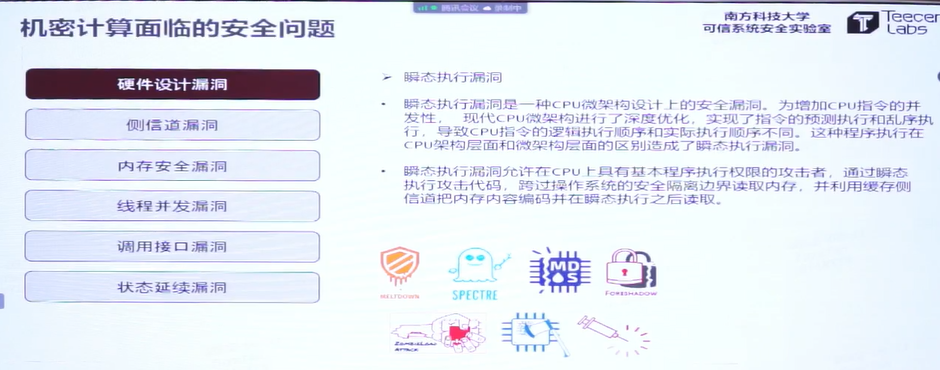 腾讯会议 录制中
机密计算面临的安全问题
南方科技大学
可信系统安全实验室
Teecert
Labs
硬件设计漏洞
侧信道漏洞
内存安全漏洞
线程并发漏洞
调用接口漏洞
状态延续漏洞
➢ 瞬态执行漏洞
• 瞬态执行漏洞是一种CPU微架构设计上的安全漏洞。为增加CPU指令的并
发性， 现代CPU微架构进行了深度优化，实现了指令的预测执行和乱序执
行，导致CPU指令的逻辑执行顺序和实际执行顺序不同。这种程序执行在
CPU架构层面和微架构层面的区别造成了瞬态执行漏洞。
• 瞬态执行漏洞允许在CPU上具有基本程序执行权限的攻击者，通过瞬态
执行攻击代码，跨过操作系统的安全隔离边界读取内存，并利用缓存侧
信道把内存内容编码并在瞬态执行之后读取。
MELTDOWN
SPECTRE
MDS
FORESHADOW
ZOMBIELOAD
ATTACK